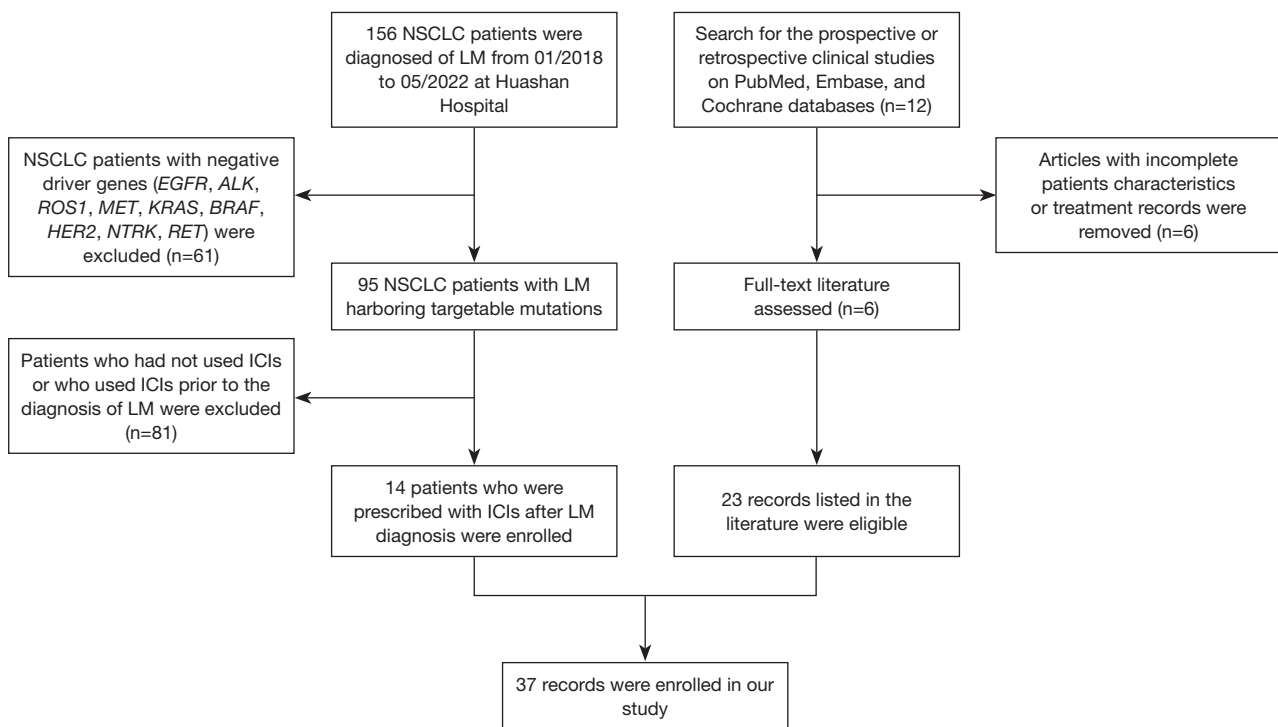 156 NSCLC patients were
diagnosed of LM from 01/2018
to 05/2022 at Huashan
Hospital
Search for the prospective or
retrospective clinical studies
on PubMed, Embase, and
Cochrane databases (n=12)
NSCLC patients with negative
driver genes (EGFR, ALK,
ROS1, MET, KRAS, BRAF,
HER2, NTRK, RET) were
excluded (n=61)
Articles with incomplete
patients characteristics
or treatment records were
removed (n=6)
95 NSCLC patients with LM
harboring targetable mutations
Full-text literature
assessed (n=6)
Patients who had not used ICIs
or who used ICIs prior to the
diagnosis of LM were excluded
(n=81)
14 patients who were
prescribed with ICIs after LM
diagnosis were enrolled
23 records listed in the
literature were eligible
37 records were enrolled in our
study